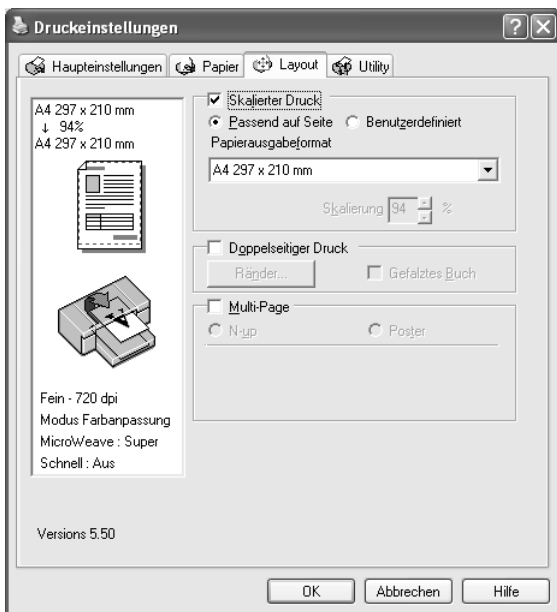 Druckeinstellungen
Haupteinstellungen Papier Layout Utility
A4 297 x 210 mm
↓ 94%
A4 297 x 210 mm
Fein - 720 dpi
Modus Farbanpassung
MicroWeave : Super
Schnell : Aus
Versions 5.50
Skalierter Druck
Passend auf Seite Benutzerdefiniert
Papierausgabeformat
A4 297 x 210 mm
Skalierung 94 %
Doppelseitiger Druck
Ränder... Gefalztes Buch
Multi-Page
N-up Poster
OK Abbrechen Hilfe